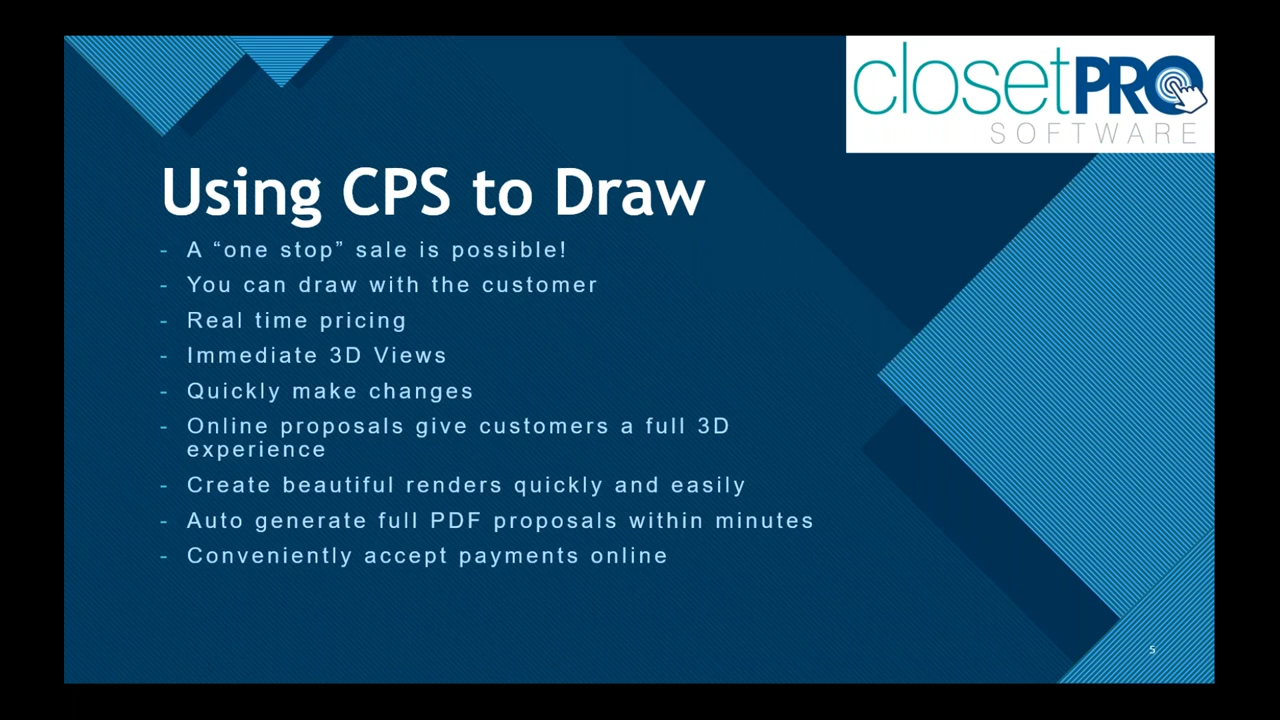 closetPRO
SOFTWARE
Using CPS to Draw
- A “one stop” sale is possible!
- You can draw with the customer
- Real time pricing
- Immediate 3D Views
- Quickly make changes
- Online proposals give customers a full 3D
experience
- Create beautiful renders quickly and easily
- Auto generate full PDF proposals within minutes
- Conveniently accept payments online
5